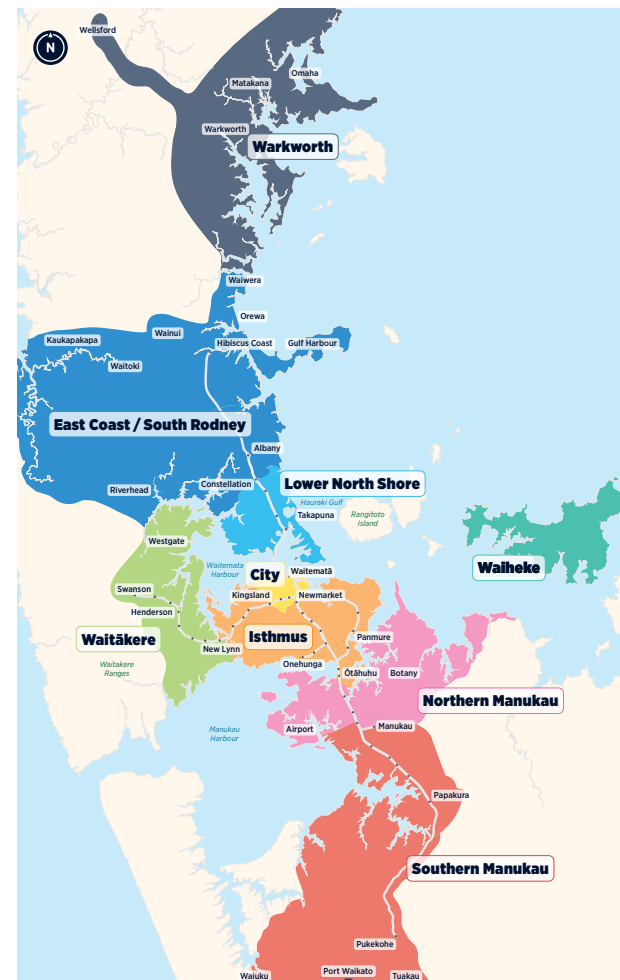 Wellsford
N
Omaha
Matakana
Warkworth
Warkworth
Waiwera
Orewa
Wainui
Kaukapakapa
Hibiscus Coast
Gulf Harbour
Waitoki
East Coast / South Rodney
Albany
Constellation
Lower North Shore
Riverhead
Hauraki Gulf
Takapuna
Rangitoto
Island
Westgate
Waitemata
Harbour
City
Waitematā
Waiheke
Swanson
Kingsland
Newmarket
Henderson
Waitākere
Isthmus
Panmure
New Lynn
Onehunga
Waitakere
Ranges
Ōtāhuhu
Botany
Northern Manukau
Airport
Manukau
Manukau
Harbour
Papakura
Southern Manukau
Pukekohe
Waiuku
Port Waikato
Tuakau